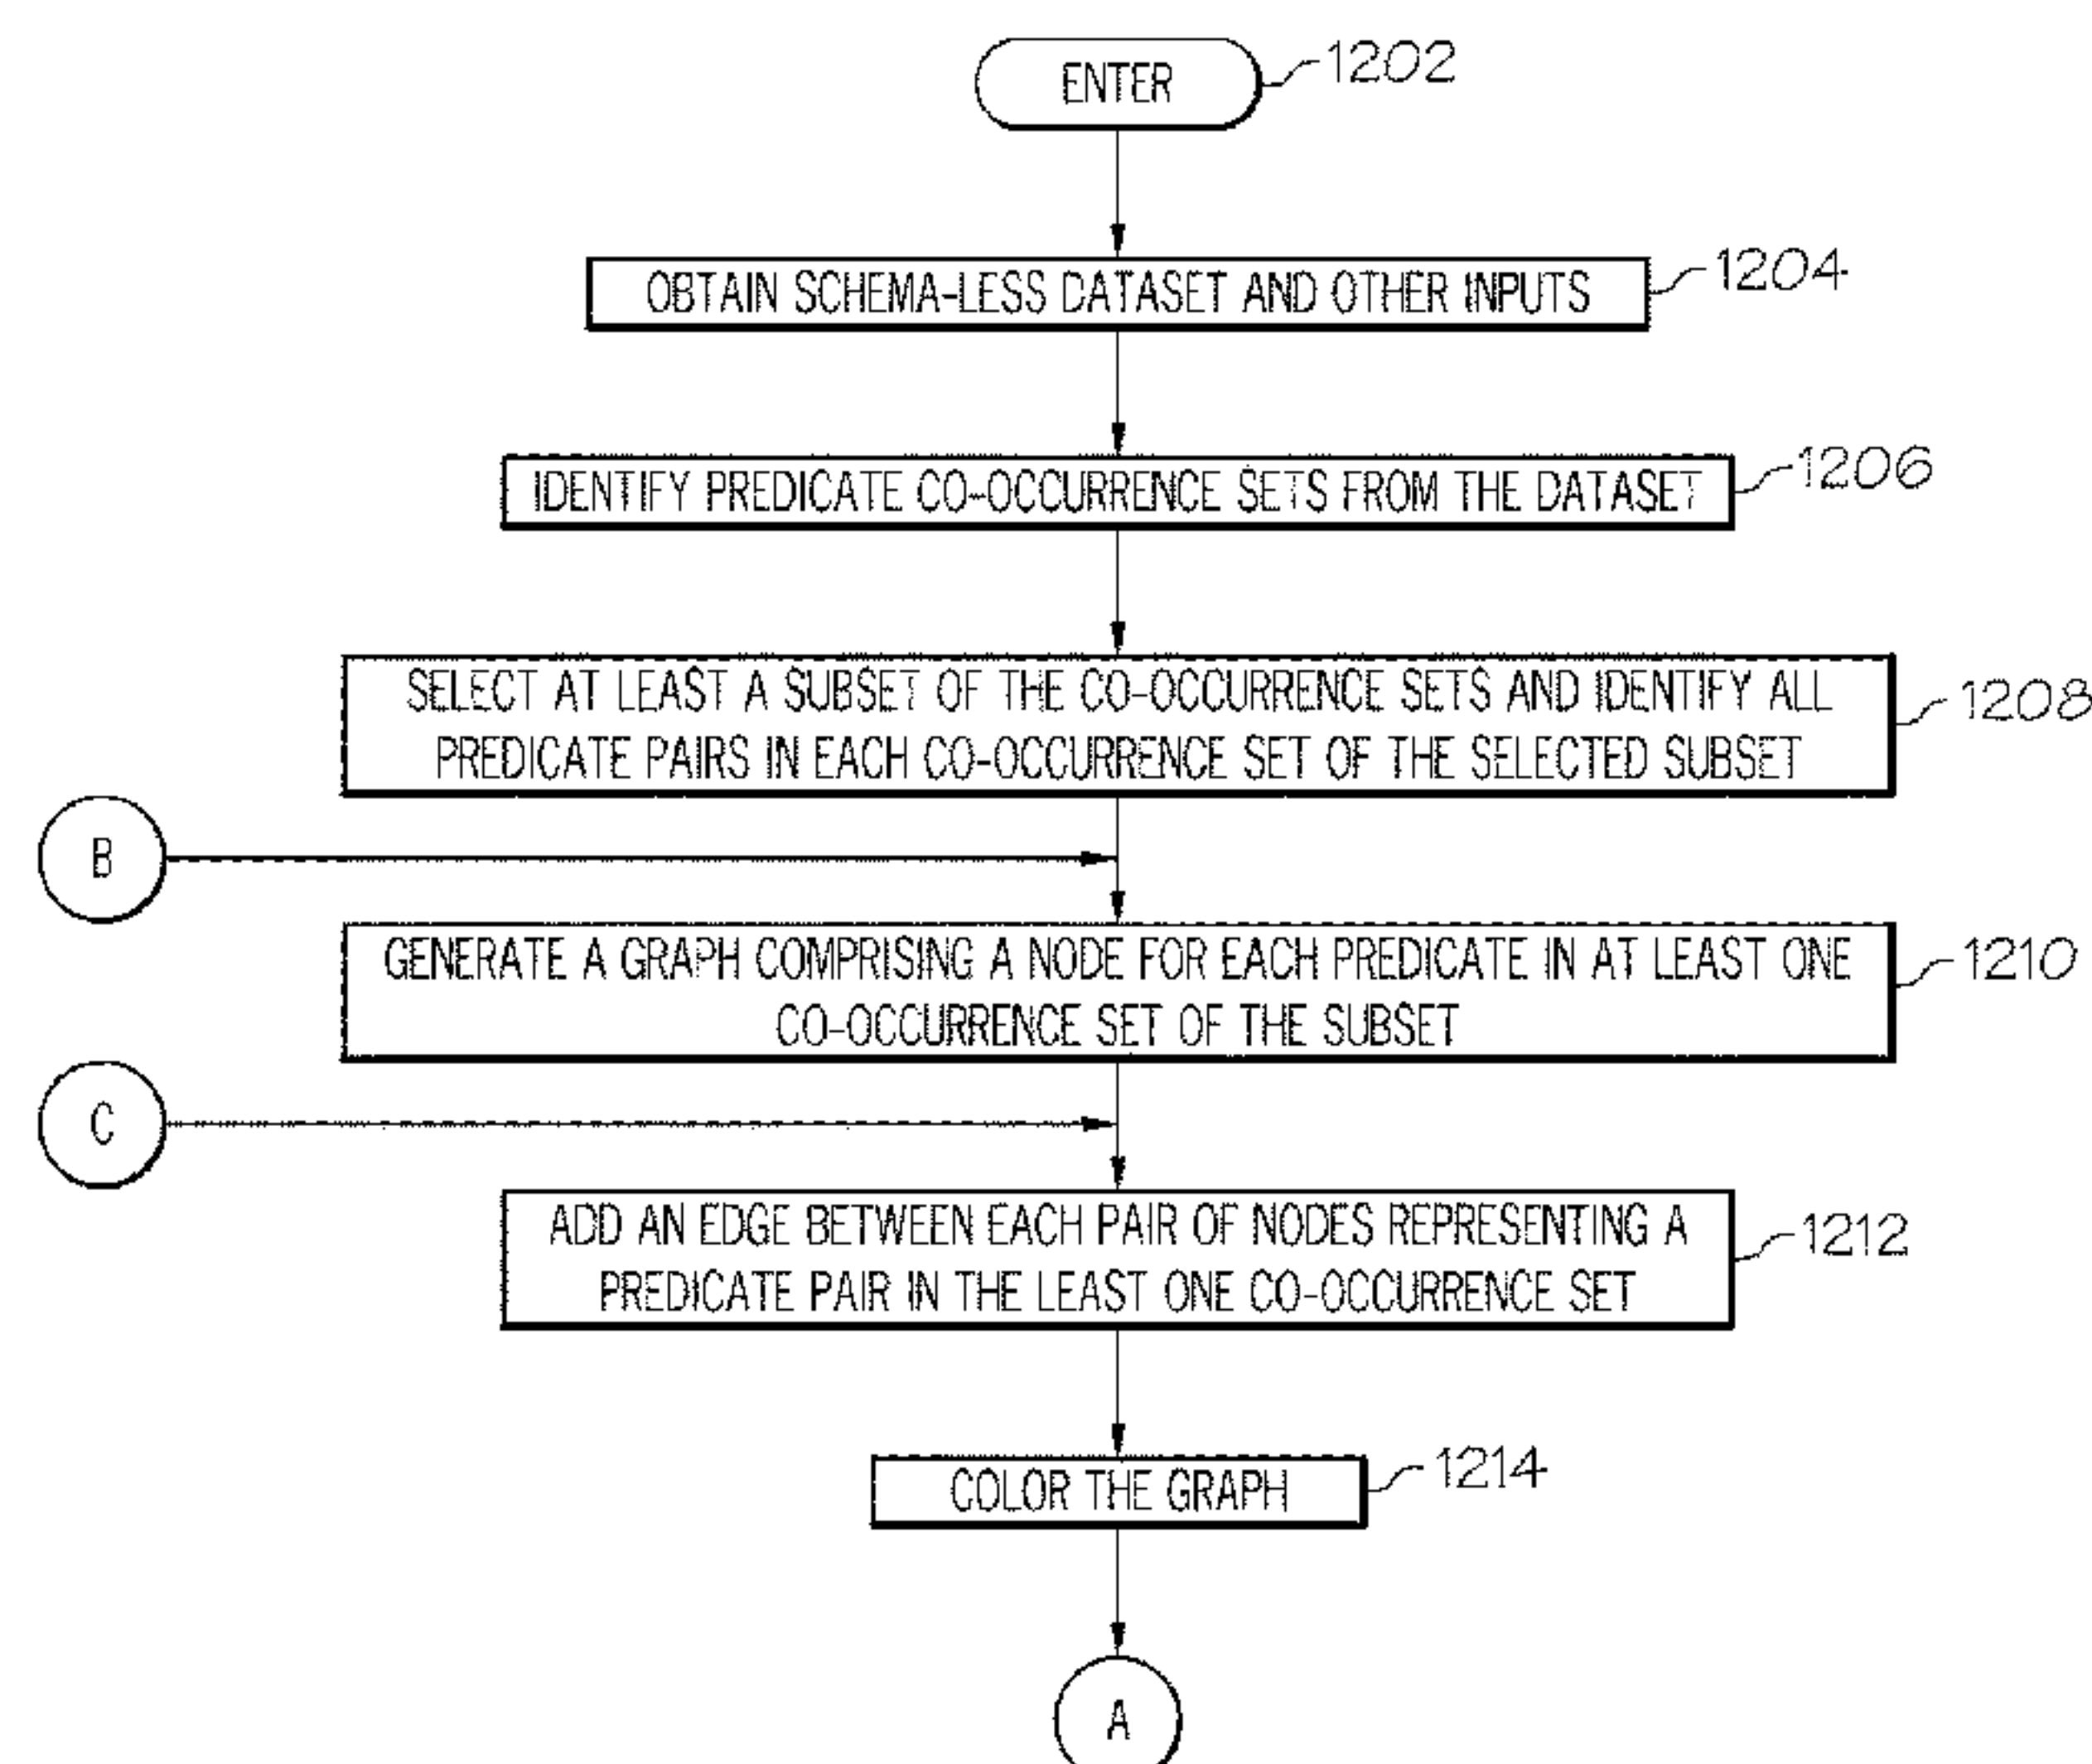 ENTER
1202
OBTAIN SCHEMA-LESS DATASET AND OTHER INPUTS
1204
IDENTIFY PREDICATE CO-OCCURRENCE SETS FROM THE DATASET
1206
SELECT AT LEAST A SUBSET OF THE CO-OCCURRENCE SETS AND IDENTIFY ALL
PREDICATE PAIRS IN EACH CO-OCCURRENCE SET OF THE SELECTED SUBSET
1208
B
GENERATE A GRAPH COMPRISING A NODE FOR EACH PREDICATE IN AT LEAST ONE
CO-OCCURRENCE SET OF THE SUBSET
1210
C
ADD AN EDGE BETWEEN EACH PAIR OF NODES REPRESENTING A
PREDICATE PAIR IN THE LEAST ONE CO-OCCURRENCE SET
1212
COLOR THE GRAPH
1214
A